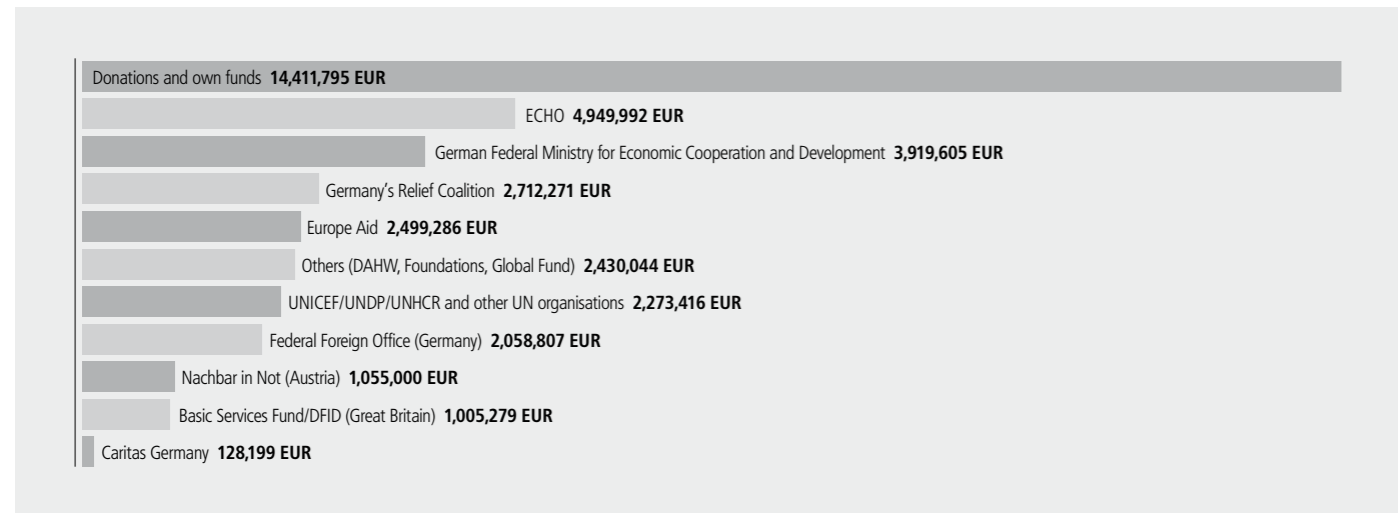 Donations and own funds 14,411,795 EUR
ECHO 4,949,992 EUR
German Federal Ministry for Economic Cooperation and Development 3,919,605 EUR
Germany’s Relief Coalition 2,712,271 EUR
Europe Aid 2,499,286 EUR
Others (DAHW, Foundations, Global Fund) 2,430,044 EUR
UNICEF/UNDP/UNHCR and other UN organisations 2,273,416 EUR
Federal Foreign Office (Germany) 2,058,807 EUR
Nachbar in Not (Austria) 1,055,000 EUR
Basic Services Fund/DFID (Great Britain) 1,005,279 EUR
Caritas Germany 128,199 EUR